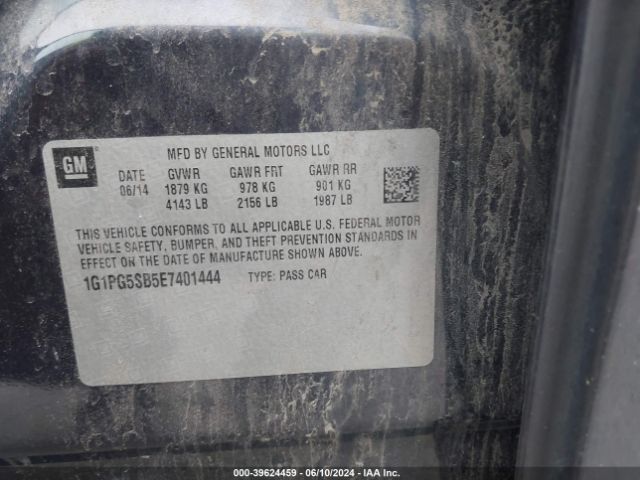 GM
MFD BY GENERAL MOTORS LLC
DATE GVWR GAWR FRT GAWR RR
06/14 1879 KG 978 KG 901 KG
4143 LB 2156 LB 1987 LB
THIS VEHICLE CONFORMS TO ALL APPLICABLE U.S. FEDERAL MOTOR
VEHICLE SAFETY, BUMPER, AND THEFT PREVENTION STANDARDS IN
EFFECT ON THE DATE OF MANUFACTURE SHOWN ABOVE.
1G1PG5SB5E7401444 TYPE: PASS CAR
000-39624459 - 06/10/2024 - IAA Inc.